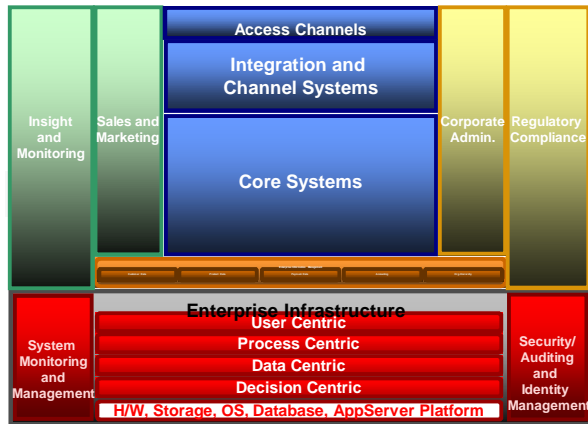 Access Channels
Integration and
Channel Systems
Insight
and
Monitoring
Sales and
Marketing
Corporate
Admin.
Regulatory
Compliance
Core Systems
Enterprise Infrastructure
User Centric
Process Centric
Data Centric
Decision Centric
H/W, Storage, OS, Database, AppServer Platform
System
Monitoring
and
Management
Security/
Auditing
and
Identity
Management